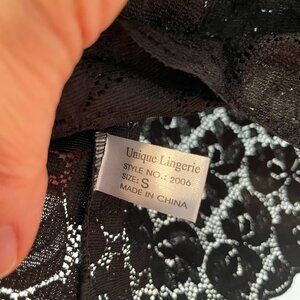 Unique Lingerie
STYLE NO.: 2006
SIZE: S
MADE IN CHINA